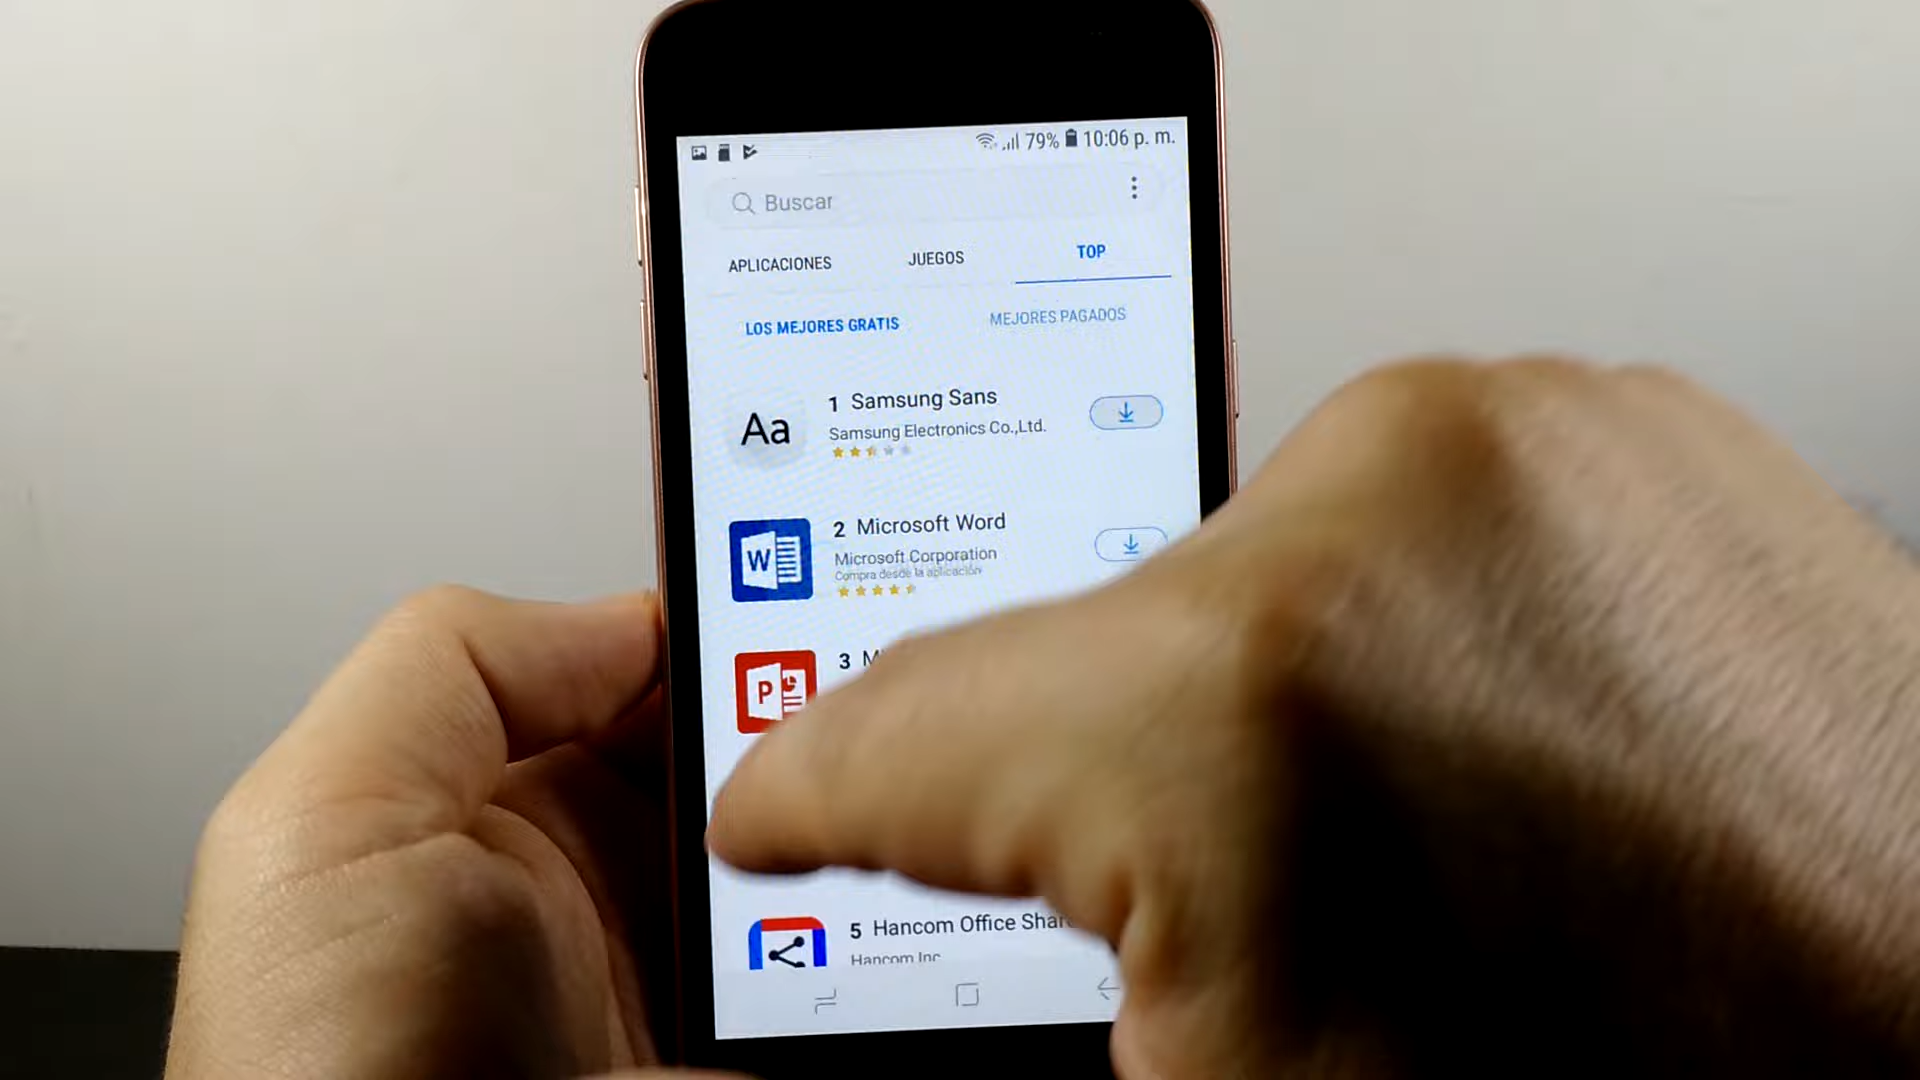 79% 10:06 p. m.
Buscar
APLICACIONES JUEGOS TOP
LOS MEJORES GRATIS MEJORES PAGADOS
Aa
1 Samsung Sans
Samsung Electronics Co.,Ltd.
W
2 Microsoft Word
Microsoft Corporation
Compra desde la aplicación
P
3 M
5 Hancom Office Shar
Hancom Inc